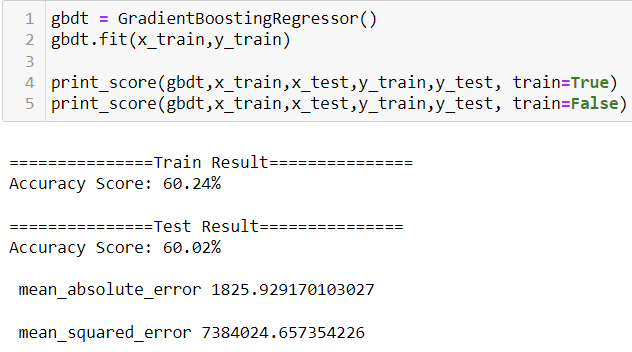 1 gbdt = GradientBoostingRegressor()
2 gbdt.fit(x_train,y_train)
3
4 print_score(gbdt,x_train,x_test,y_train,y_test, train=True)
5 print_score(gbdt,x_train,x_test,y_train,y_test, train=False)
===============Train Result===============
Accuracy Score: 60.24%
===============Test Result===============
Accuracy Score: 60.02%
mean_absolute_error 1825.929170103027
mean_squared_error 7384024.657354226